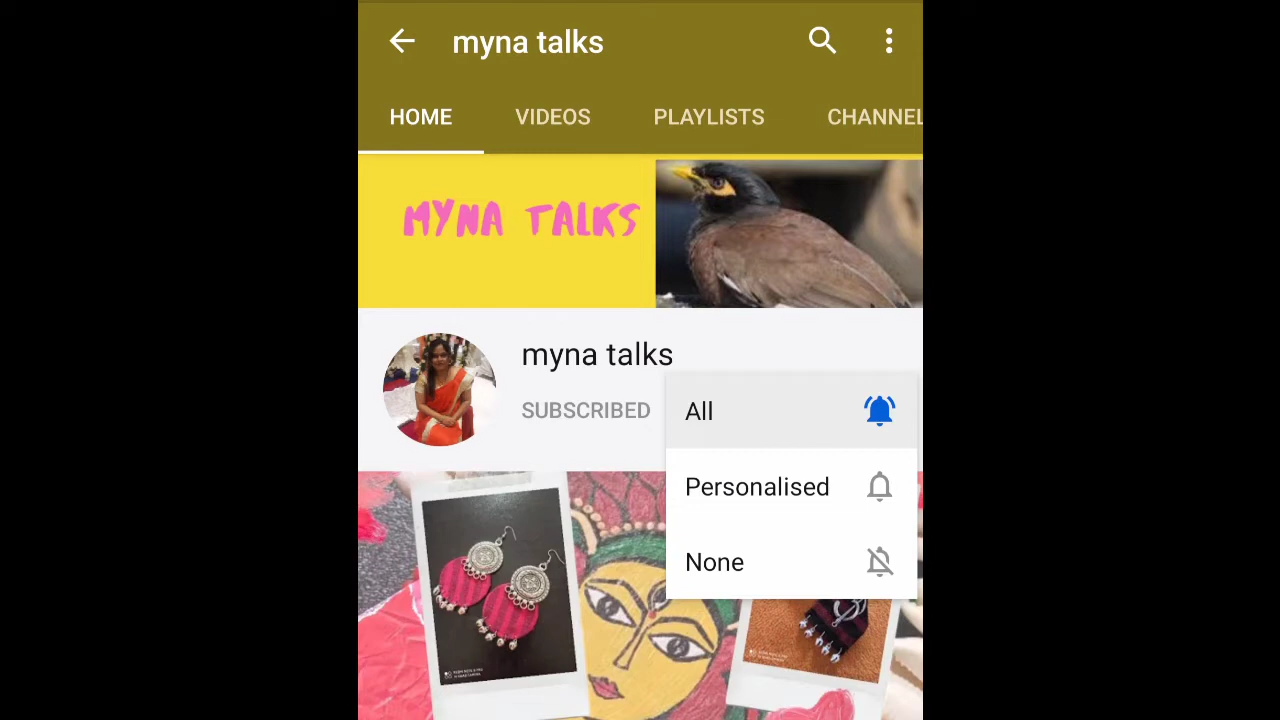 myna talks
HOME VIDEOS PLAYLISTS CHANNEL
MYNA TALKS
myna talks
SUBSCRIBED
All
Personalised
None